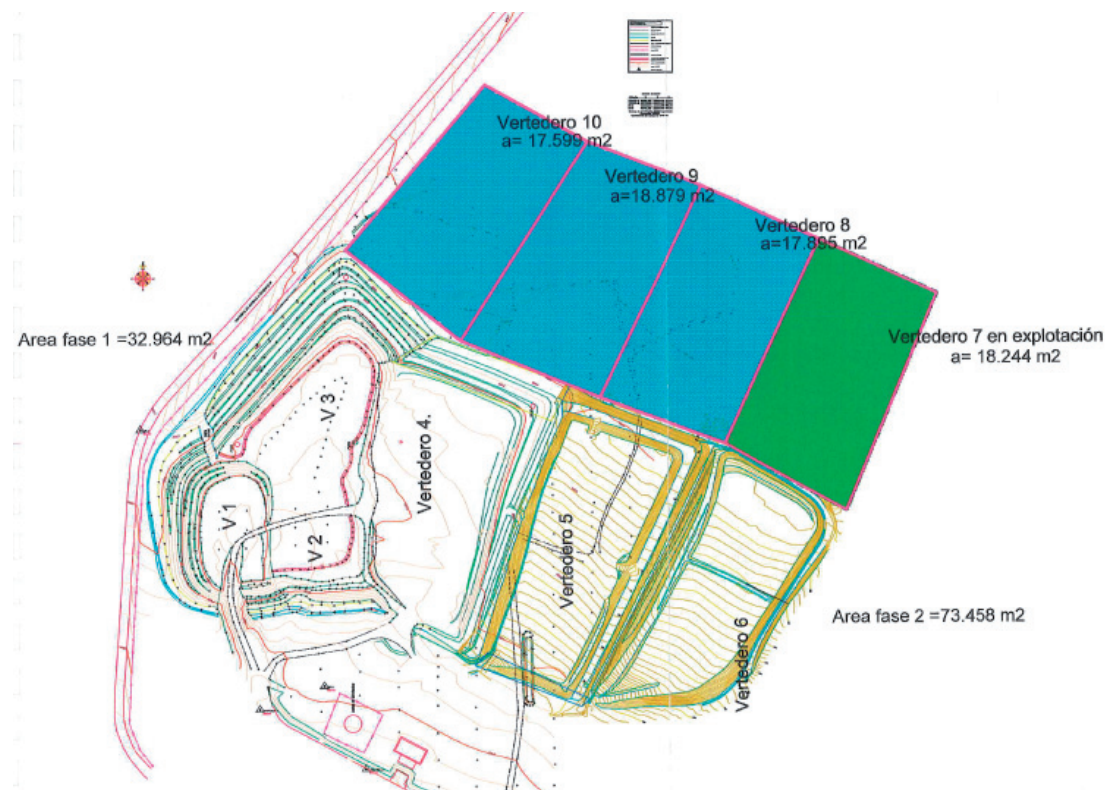 Vertedero 10
a= 17.599 m2
Vertedero 9
a=18.879 m2
Vertedero 8
a=17.895 m2
Area fase 1 =32.964 m2
Vertedero 7 en explotación
a= 18.244 m2
V 3
Vertedero 4.
V 1
V 2
Vertedero 5
Vertedero 6
Area fase 2 =73.458 m2